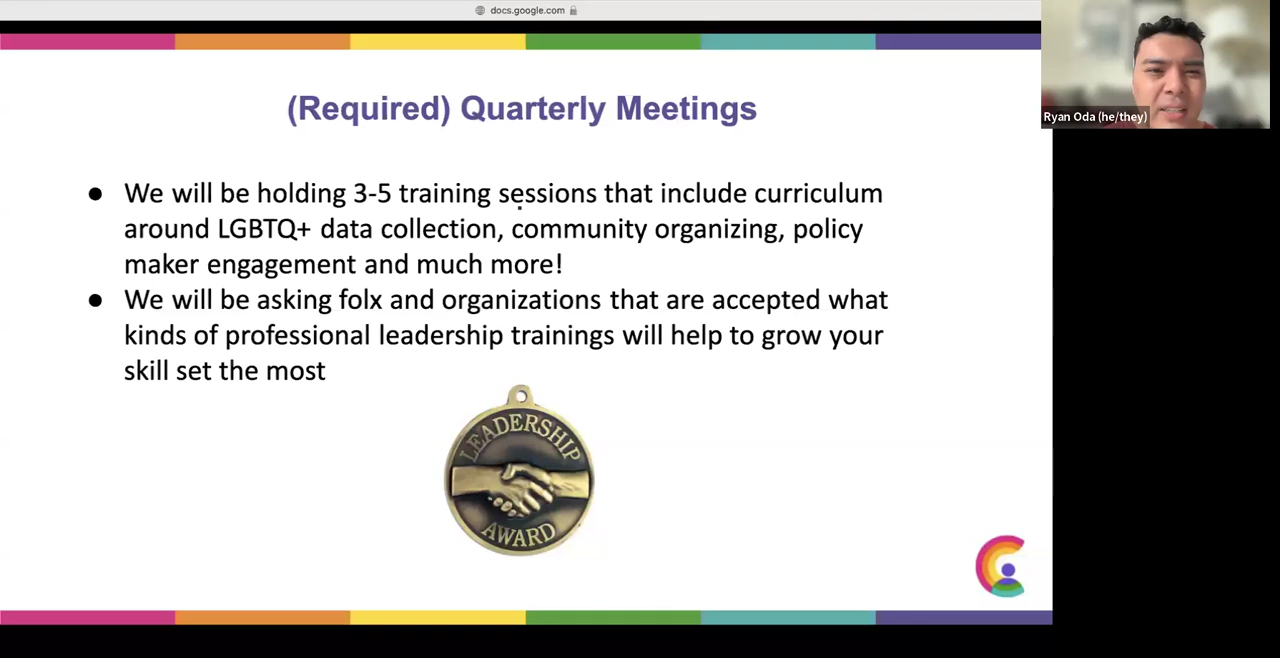 docs.google.com
(Required) Quarterly Meetings
Ryan Oda (he/they)
● We will be holding 3-5 training sessions that include curriculum
around LGBTQ+ data collection, community organizing, policy
maker engagement and much more!
● We will be asking folx and organizations that are accepted what
kinds of professional leadership trainings will help to grow your
skill set the most
LEADERSHIP
AWARD